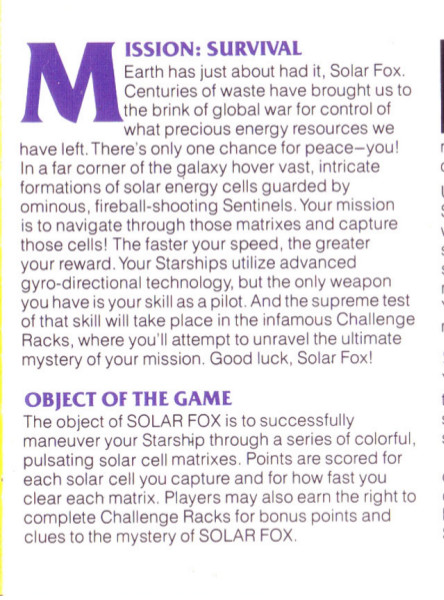 MISSION: SURVIVAL
Earth has just about had it, Solar Fox.
Centuries of waste have brought us to
the brink of global war for control of
what precious energy resources we
have left. There's only one chance for peace—you!
In a far corner of the galaxy hover vast, intricate
formations of solar energy cells guarded by
ominous, fireball-shooting Sentinels. Your mission
is to navigate through those matrixes and capture
those cells! The faster your speed, the greater
your reward. Your Starships utilize advanced
gyro-directional technology, but the only weapon
you have is your skill as a pilot. And the supreme test
of that skill will take place in the infamous Challenge
Racks, where you'll attempt to unravel the ultimate
mystery of your mission. Good luck, Solar Fox!
OBJECT OF THE GAME
The object of SOLAR FOX is to successfully
maneuver your Starship through a series of colorful,
pulsating solar cell matrixes. Points are scored for
each solar cell you capture and for how fast you
clear each matrix. Players may also earn the right to
complete Challenge Racks for bonus points and
clues to the mystery of SOLAR FOX.